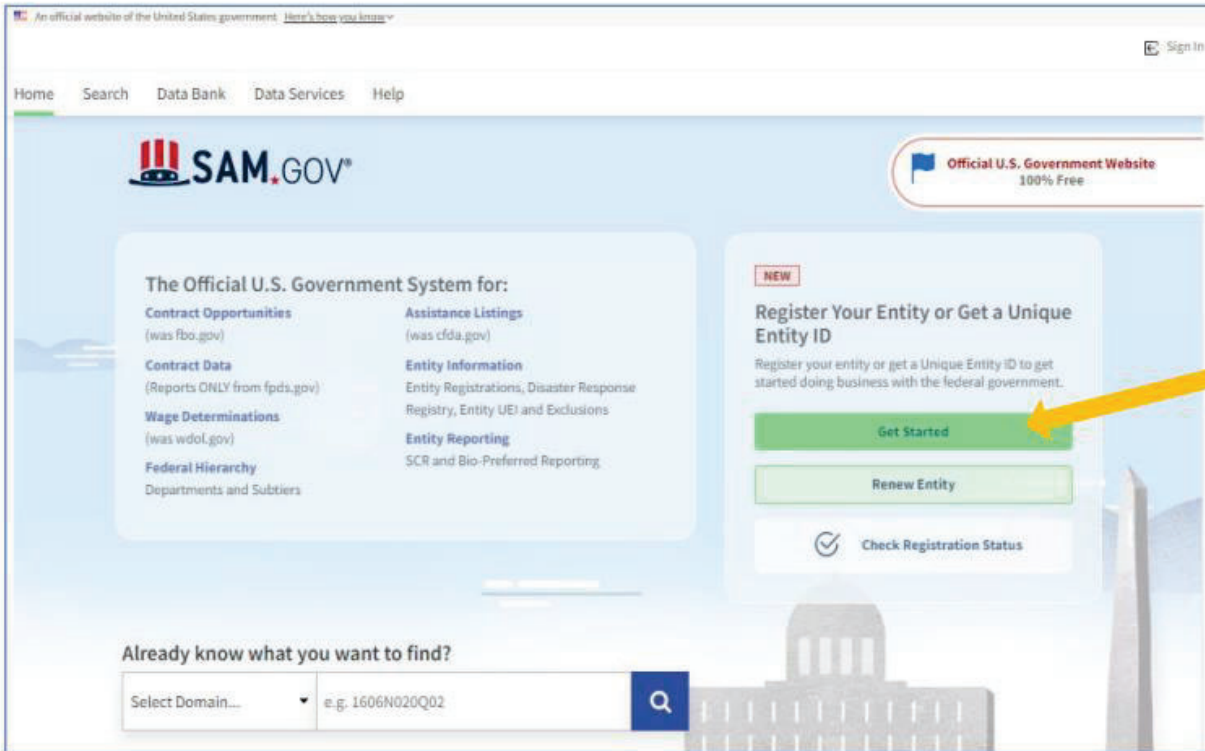 An official website of the United States government Here's how you know
Sign In
Home Search Data Bank Data Services Help
SAM.GOV®
Official U.S. Government Website
100% Free
The Official U.S. Government System for:
Contract Opportunities
(was fbo.gov)
Contract Data
(Reports ONLY from fpds.gov)
Wage Determinations
(was wdol.gov)
Federal Hierarchy
Departments and Subtiers
Assistance Listings
(was cfda.gov)
Entity Information
Entity Registrations, Disaster Response
Registry, Entity UEI and Exclusions
Entity Reporting
SCR and Bio-Preferred Reporting
NEW
Register Your Entity or Get a Unique
Entity ID
Register your entity or get a Unique Entity ID to get
started doing business with the federal government.
Get Started
Renew Entity
Check Registration Status
Already know what you want to find?
Select Domain...
e.g. 1606N020Q02